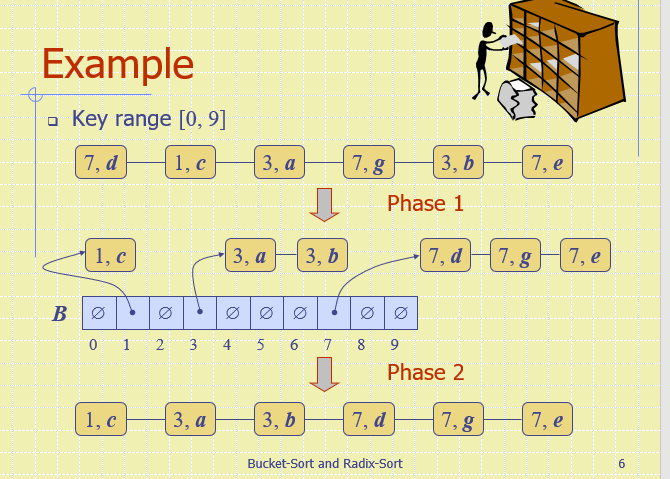 Example
Key range [0, 9]
7, d 1, c 3, a 7, g 3, b 7, e
Phase 1
1, c 3, a 3, b 7, d 7, g 7, e
B ∅ ∅ ∅ ∅ ∅ ∅ ∅
0 1 2 3 4 5 6 7 8 9
Phase 2
1, c 3, a 3, b 7, d 7, g 7, e
Bucket-Sort and Radix-Sort 6